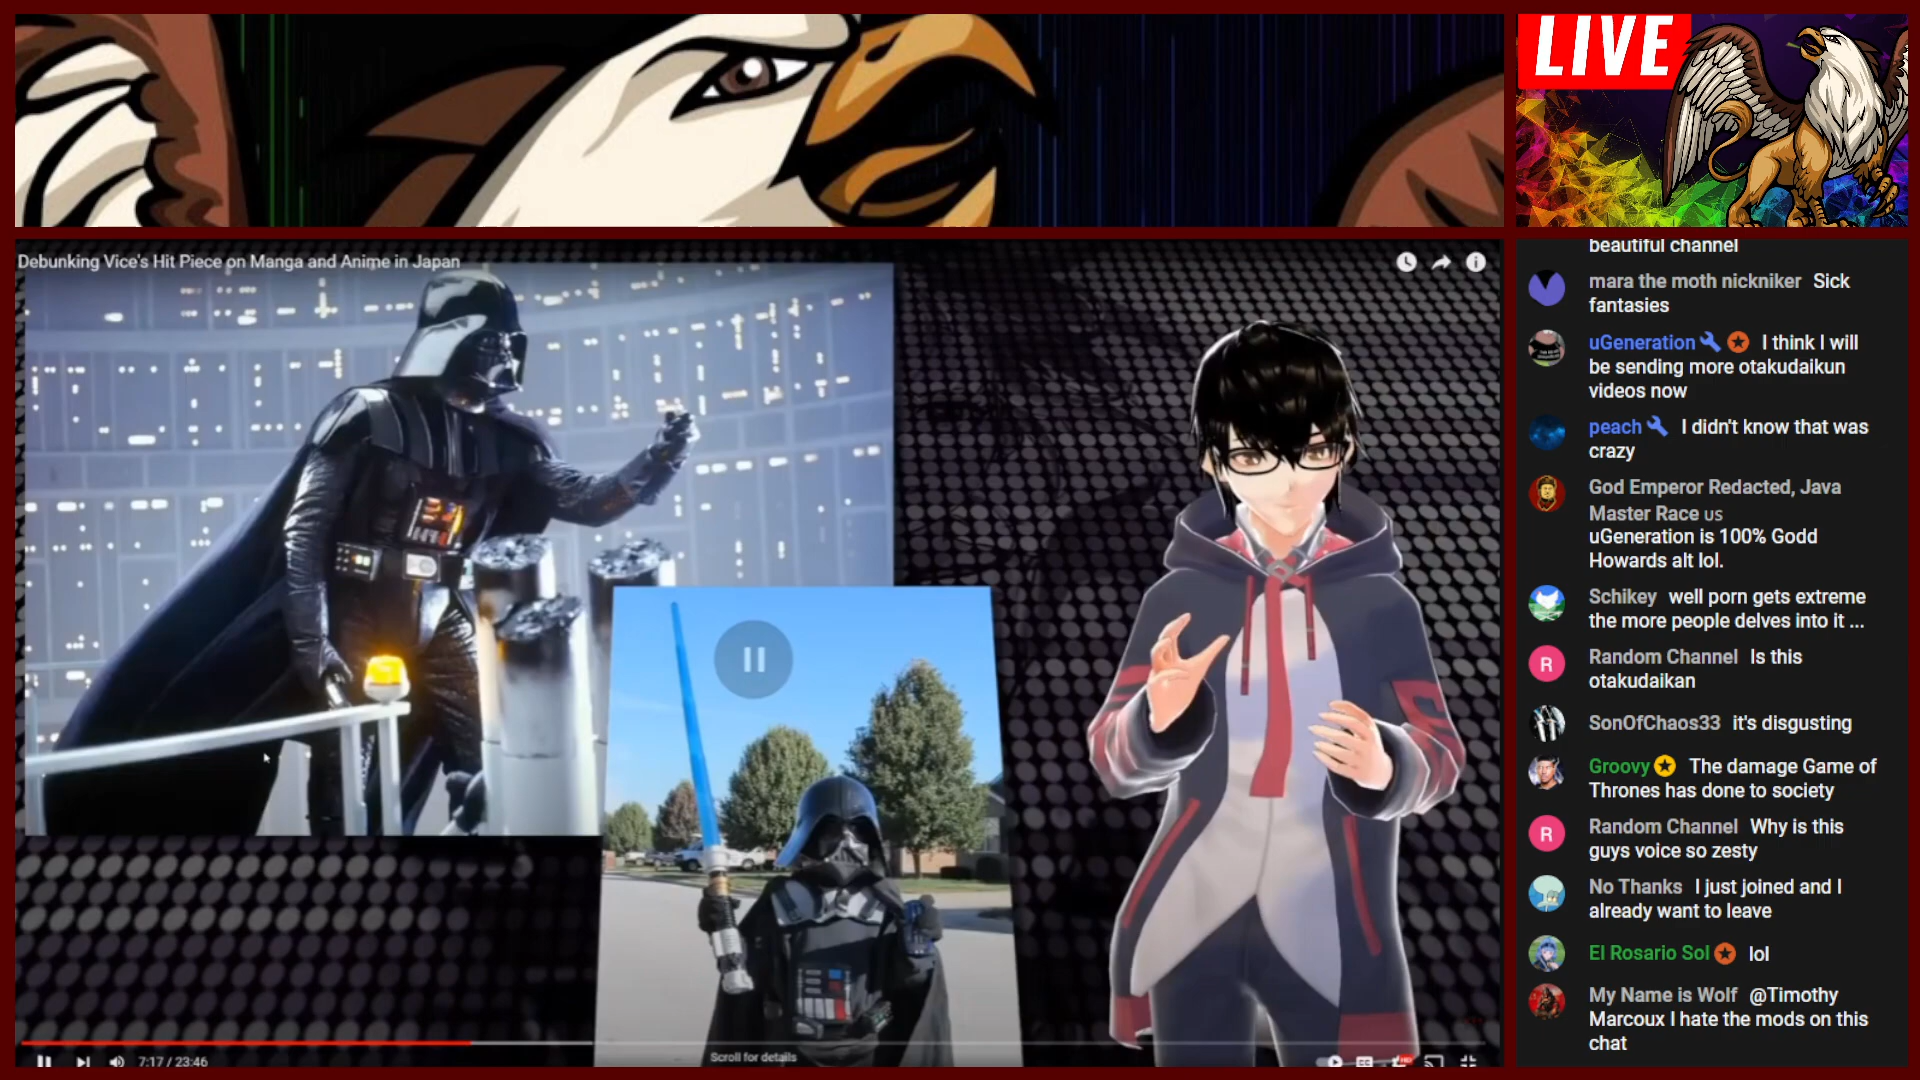 LIVE
Debunking Vice's Hit Piece on Manga and Anime in Japan
7:17 / 23:46
Scroll for details
CC
HD
beautiful channel
mara the moth nickniker Sick
fantasies
uGeneration I think I will
be sending more otakudaikun
videos now
peach I didn't know that was
crazy
God Emperor Redacted, Java
Master Race US
uGeneration is 100% Godd
Howards alt lol.
Schikey well porn gets extreme
the more people delves into it ...
R
Random Channel Is this
otakudaikan
SonOfChaos33 it's disgusting
Groovy The damage Game of
Thrones has done to society
R
Random Channel Why is this
guys voice so zesty
No Thanks I just joined and I
already want to leave
El Rosario Sol lol
My Name is Wolf @Timothy
Marcoux I hate the mods on this
chat